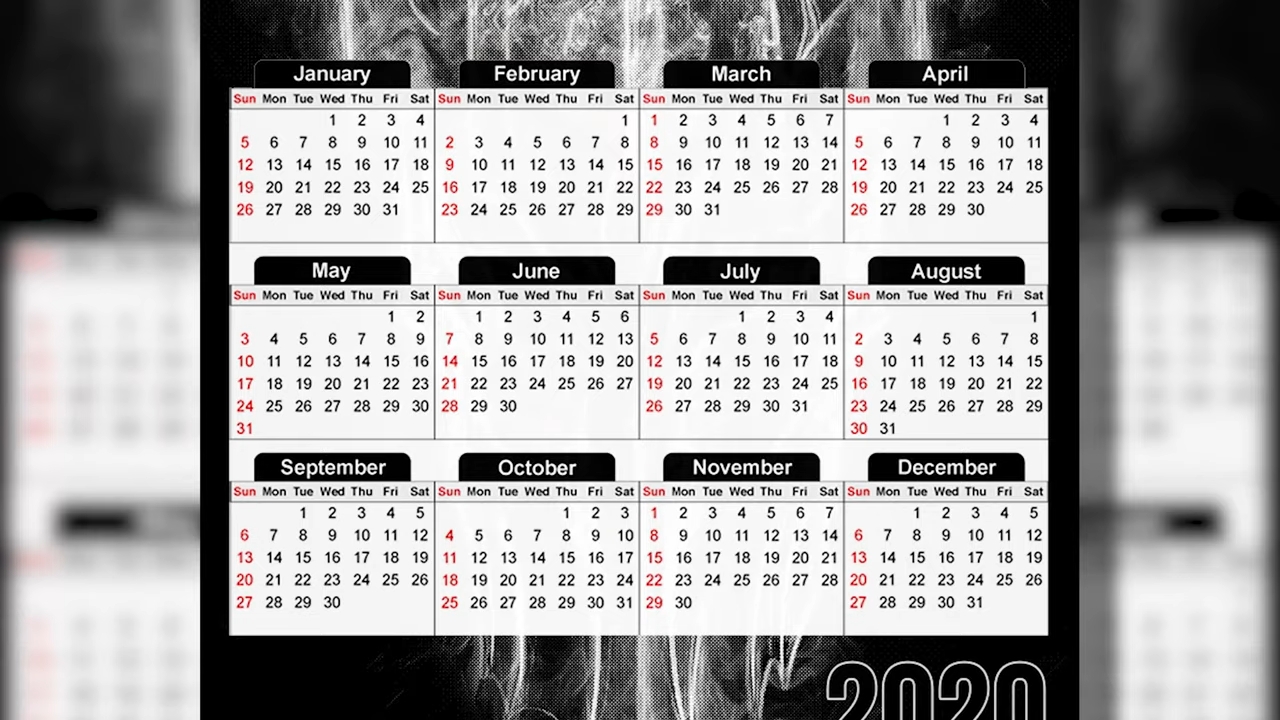 January February March April
Sun Mon Tue Wed Thu Fri Sat Sun Mon Tue Wed Thu Fri Sat Sun Mon Tue Wed Thu Fri Sat Sun Mon Tue Wed Thu Fri Sat
1 2 3 4 1 1 2 3 4 5 6 7 1 2 3 4
5 6 7 8 9 10 11 2 3 4 5 6 7 8 8 9 10 11 12 13 14 5 6 7 8 9 10 11
12 13 14 15 16 17 18 9 10 11 12 13 14 15 15 16 17 18 19 20 21 12 13 14 15 16 17 18
19 20 21 22 23 24 25 16 17 18 19 20 21 22 22 23 24 25 26 27 28 19 20 21 22 23 24 25
26 27 28 29 30 31 23 24 25 26 27 28 29 29 30 31 26 27 28 29 30
May June July August
Sun Mon Tue Wed Thu Fri Sat Sun Mon Tue Wed Thu Fri Sat Sun Mon Tue Wed Thu Fri Sat Sun Mon Tue Wed Thu Fri Sat
1 2 1 2 3 4 5 6 1 2 3 4 1
3 4 5 6 7 8 9 7 8 9 10 11 12 13 5 6 7 8 9 10 11 2 3 4 5 6 7 8
10 11 12 13 14 15 16 14 15 16 17 18 19 20 12 13 14 15 16 17 18 9 10 11 12 13 14 15
17 18 19 20 21 22 23 21 22 23 24 25 26 27 19 20 21 22 23 24 25 16 17 18 19 20 21 22
24 25 26 27 28 29 30 28 29 30 26 27 28 29 30 31 23 24 25 26 27 28 29
31 30 31
September October November December
Sun Mon Tue Wed Thu Fri Sat Sun Mon Tue Wed Thu Fri Sat Sun Mon Tue Wed Thu Fri Sat Sun Mon Tue Wed Thu Fri Sat
1 2 3 4 5 1 2 3 1 2 3 4 5 6 7 1 2 3 4 5
6 7 8 9 10 11 12 4 5 6 7 8 9 10 8 9 10 11 12 13 14 6 7 8 9 10 11 12
13 14 15 16 17 18 19 11 12 13 14 15 16 17 15 16 17 18 19 20 21 13 14 15 16 17 18 19
20 21 22 23 24 25 26 18 19 20 21 22 23 24 22 23 24 25 26 27 28 20 21 22 23 24 25 26
27 28 29 30 25 26 27 28 29 30 31 29 30 27 28 29 30 31
2020